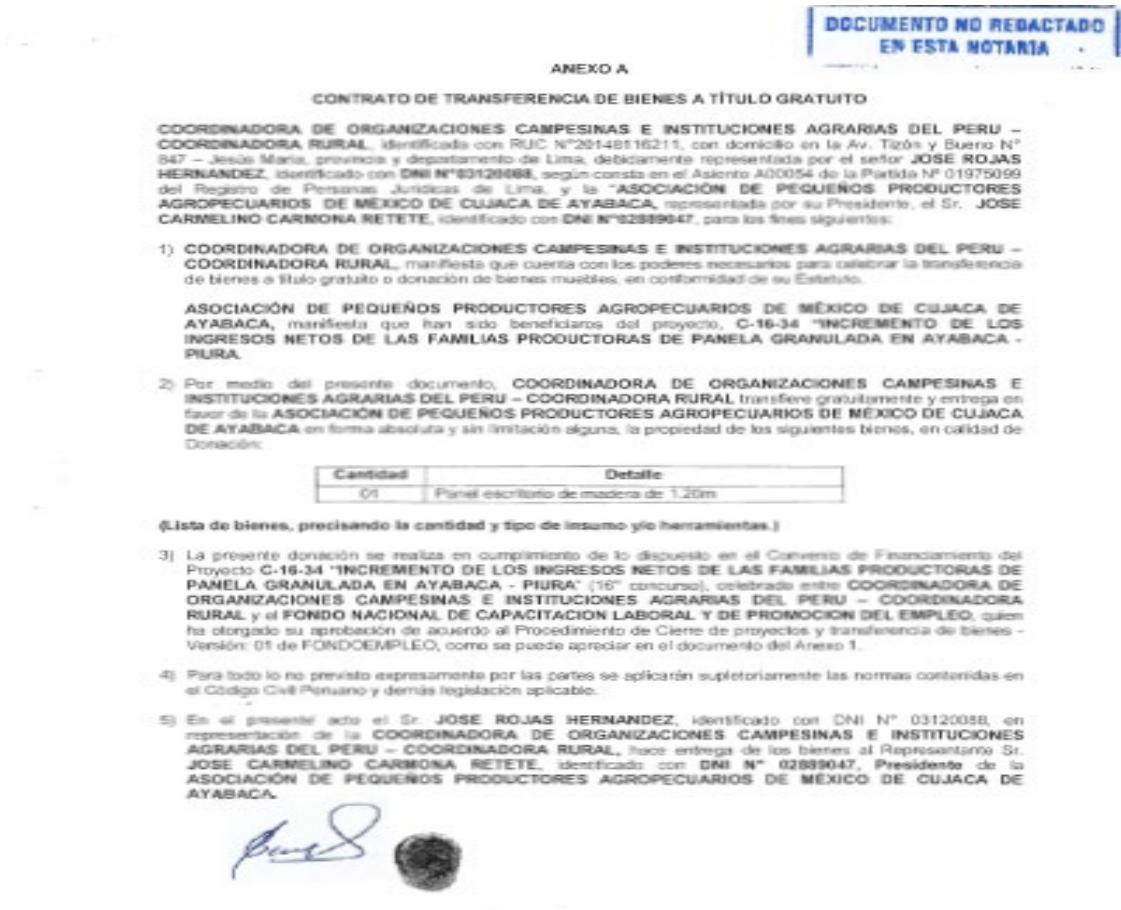 DOCUMENTO NO REDACTADO
EN ESTA NOTARIA
ANEXO A
CONTRATO DE TRANSFERENCIA DE BIENES A TÍTULO GRATUITO
COORDINADORA DE ORGANIZACIONES CAMPESINAS E INSTITUCIONES AGRARIAS DEL PERU –
COORDINADORA RURAL, identificada con RUC N°20148116211, con domicilio en la Av. Tizón y Bueno N°
847 – Jesús María, provincia y departamento de Lima, debidamente representada por el señor JOSE ROJAS
HERNANDEZ, identificado con DNI N°03120088, según consta en el Asiento A00054 de la Partida N° 01975099
del Registro de Personas Jurídicas de Lima, y la "ASOCIACIÓN DE PEQUEÑOS PRODUCTORES
AGROPECUARIOS DE MÉXICO DE CUJACA DE AYABACA, representada por su Presidente, el Sr. JOSE
CARMELINO CARMONA RETETE, identificado con DNI N°02889047, para los fines siguientes:
1) COORDINADORA DE ORGANIZACIONES CAMPESINAS E INSTITUCIONES AGRARIAS DEL PERU –
COORDINADORA RURAL, manifiesta que cuenta con los poderes necesarios para celebrar la transferencia
de bienes a título gratuito o donación de bienes muebles, en conformidad de su Estatuto.
ASOCIACIÓN DE PEQUEÑOS PRODUCTORES AGROPECUARIOS DE MÉXICO DE CUJACA DE
AYABACA, manifiesta que han sido beneficiaros del proyecto, C-16-34 "INCREMENTO DE LOS
INGRESOS NETOS DE LAS FAMILIAS PRODUCTORAS DE PANELA GRANULADA EN AYABACA -
PIURA.
2) Por medio del presente documento, COORDINADORA DE ORGANIZACIONES CAMPESINAS E
INSTITUCIONES AGRARIAS DEL PERU – COORDINADORA RURAL transfiere gratuitamente y entrega en
favor de la ASOCIACIÓN DE PEQUEÑOS PRODUCTORES AGROPECUARIOS DE MÉXICO DE CUJACA
DE AYABACA en forma absoluta y sin limitación alguna, la propiedad de los siguientes bienes, en calidad de
Donación:
Cantidad Detalle
01 Panel escritorio de madera de 1.20m
(Lista de bienes, precisando la cantidad y tipo de insumo y/o herramientas.)
3) La presente donación se realiza en cumplimiento de lo dispuesto en el Convenio de Financiamiento del
Proyecto C-16-34 "INCREMENTO DE LOS INGRESOS NETOS DE LAS FAMILIAS PRODUCTORAS DE
PANELA GRANULADA EN AYABACA - PIURA" (16° concurso), celebrado entre COORDINADORA DE
ORGANIZACIONES CAMPESINAS E INSTITUCIONES AGRARIAS DEL PERU – COORDINADORA
RURAL y el FONDO NACIONAL DE CAPACITACION LABORAL Y DE PROMOCION DEL EMPLEO, quien
ha otorgado su aprobación de acuerdo al Procedimiento de Cierre de proyectos y transferencia de bienes -
Versión: 01 de FONDOEMPLEO, como se puede apreciar en el documento del Anexo 1.
4) Para todo lo no previsto expresamente por las partes se aplicarán supletoriamente las normas contenidas en
el Código Civil Peruano y demás legislación aplicable.
5) En el presente acto el Sr. JOSE ROJAS HERNANDEZ, identificado con DNI N° 03120088, en
representación de la COORDINADORA DE ORGANIZACIONES CAMPESINAS E INSTITUCIONES
AGRARIAS DEL PERU – COORDINADORA RURAL, hace entrega de los bienes al Representante Sr.
JOSE CARMELINO CARMONA RETETE, identificado con DNI N° 02889047, Presidente de la
ASOCIACIÓN DE PEQUEÑOS PRODUCTORES AGROPECUARIOS DE MÉXICO DE CUJACA DE
AYABACA.